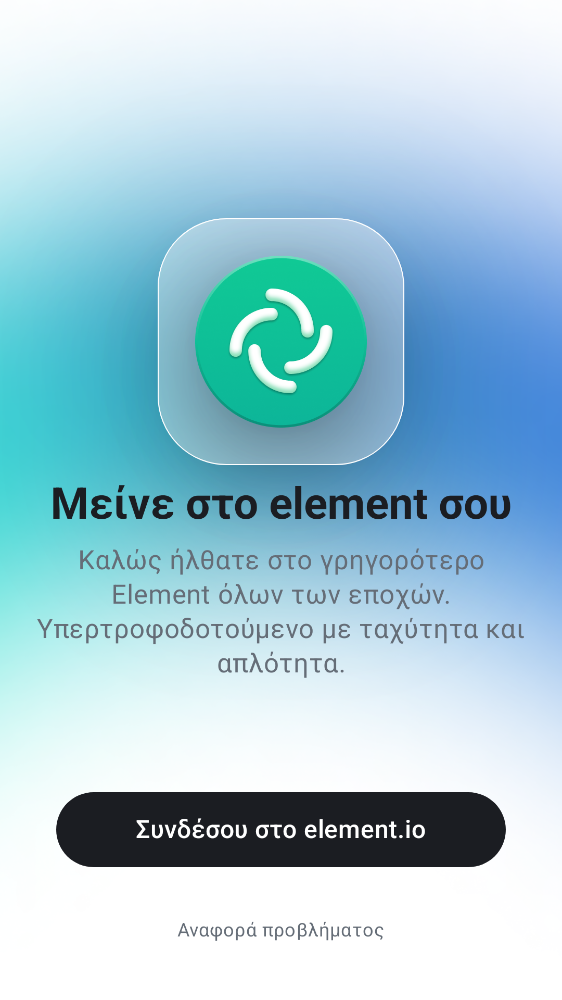 Μείνε στο element σου
Καλώς ήλθατε στο γρηγορότερο
Element όλων των εποχών.
Υπερτροφοδοτούμενο με ταχύτητα και
απλότητα.
Συνδέσου στο element.io
Αναφορά προβλήματος